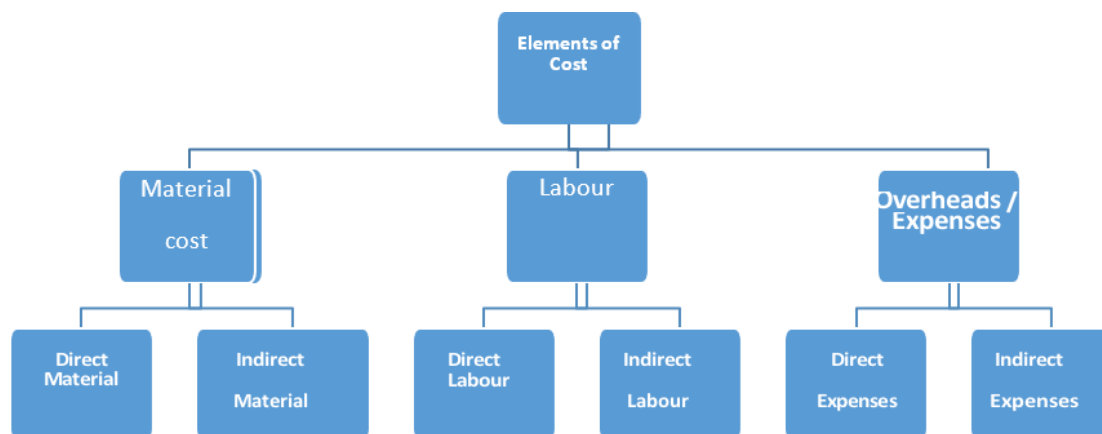 Elements of
Cost
Material
cost
Labour
Overheads /
Expenses
Direct
Material
Indirect
Material
Direct
Labour
Indirect
Labour
Direct
Expenses
Indirect
Expenses